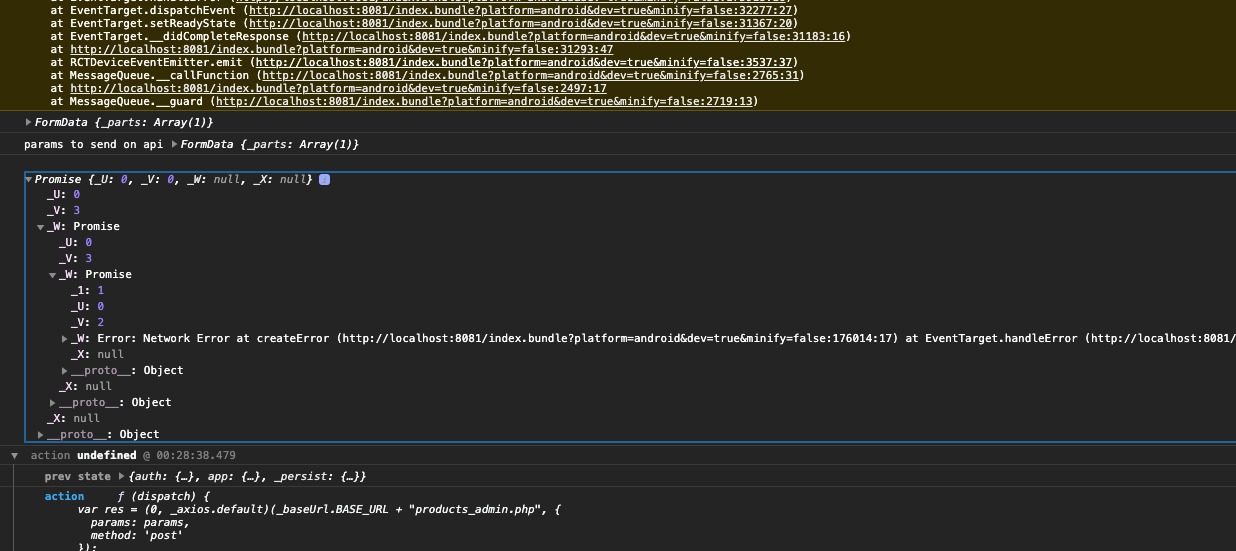 at EventTarget.dispatchEvent (http://localhost:8081/index.bundle?platform=android&dev=true&minify=false:32277:27)
at EventTarget.setReadyState (http://localhost:8081/index.bundle?platform=android&dev=true&minify=false:31367:20)
at EventTarget.__didCompleteResponse (http://localhost:8081/index.bundle?platform=android&dev=true&minify=false:31183:16)
at http://localhost:8081/index.bundle?platform=android&dev=true&minify=false:31293:47
at RCTDeviceEventEmitter.emit (http://localhost:8081/index.bundle?platform=android&dev=true&minify=false:3537:37)
at MessageQueue.__callFunction (http://localhost:8081/index.bundle?platform=android&dev=true&minify=false:2765:31)
at http://localhost:8081/index.bundle?platform=android&dev=true&minify=false:2497:17
at MessageQueue.__guard (http://localhost:8081/index.bundle?platform=android&dev=true&minify=false:2719:13)
FormData {_parts: Array(1)}
params to send on api FormData {_parts: Array(1)}
Promise {_U: 0, _V: 0, _W: null, _X: null} i
_U: 0
_V: 3
_W: Promise
_U: 0
_V: 3
_W: Promise
_1: 1
_U: 0
_V: 2
_W: Error: Network Error at createError (http://localhost:8081/index.bundle?platform=android&dev=true&minify=false:176014:17) at EventTarget.handleError (http://localhost:8081/
_X: null
__proto__: Object
_X: null
__proto__: Object
_X: null
__proto__: Object
action undefined @ 00:28:38.479
prev state {auth: {…}, app: {…}, _persist: {…}}
action ƒ (dispatch) {
var res = (0, _axios.default)(_baseUrl.BASE_URL + "products_admin.php", {
params: params,
method: 'post'
});